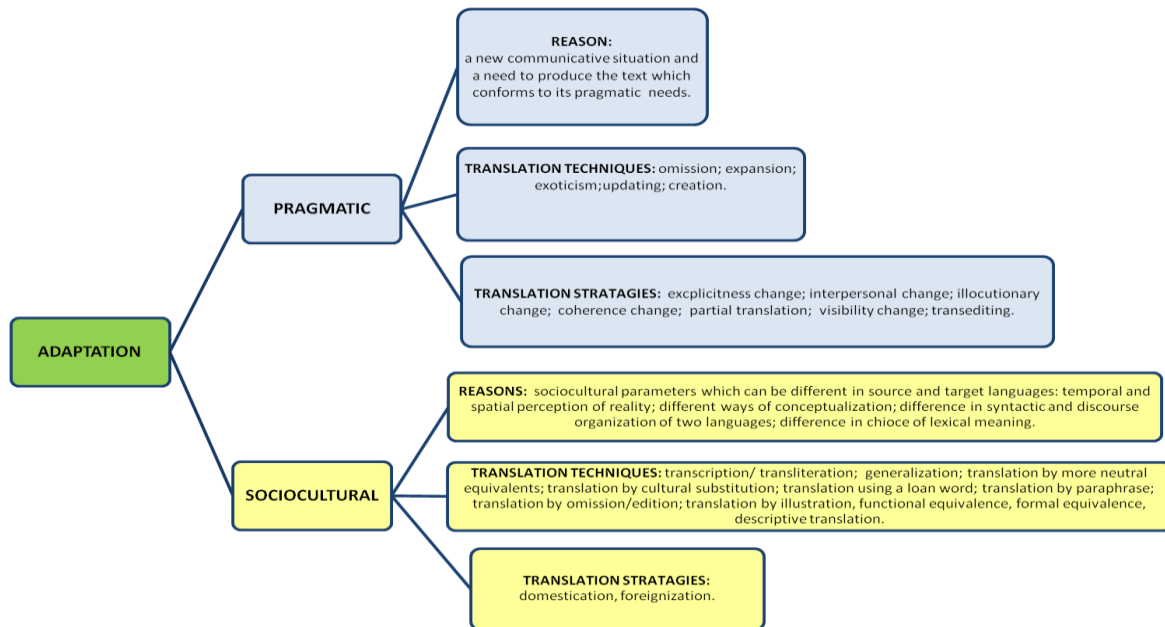 REASON:
a new communicative situation and
a need to produce the text which
conforms to its pragmatic needs.
TRANSLATION TECHNIQUES: omission; expansion;
exoticism;updating; creation.
PRAGMATIC
TRANSLATION STRATAGIES: excplicitness change; interpersonal change; illocutionary
change; coherence change; partial translation; visibility change; transediting.
ADAPTATION
REASONS: sociocultural parameters which can be different in source and target languages: temporal and
spatial perception of reality; different ways of conceptualization; difference in syntactic and discourse
organization of two languages; difference in chioce of lexical meaning.
SOCIOCULTURAL
TRANSLATION TECHNIQUES: transcription/ transliteration; generalization; translation by more neutral
equivalents; translation by cultural substitution; translation using a loan word; translation by paraphrase;
translation by omission/edition; translation by illustration, functional equivalence, formal equivalence,
descriptive translation.
TRANSLATION STRATAGIES:
domestication, foreignization.